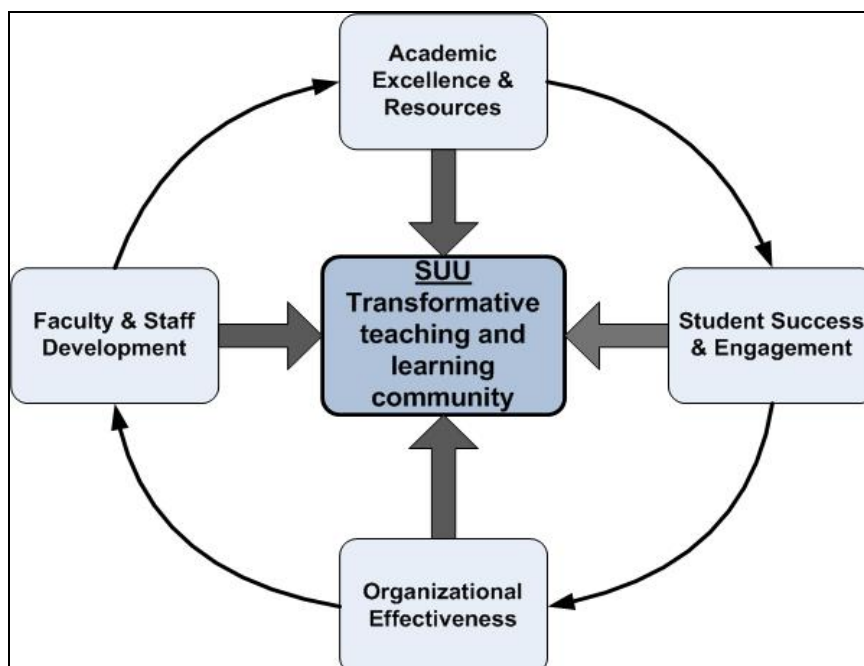 Academic
Excellence &
Resources
SUU
Transformative
teaching and
learning
community
Faculty & Staff
Development
Student Success
& Engagement
Organizational
Effectiveness